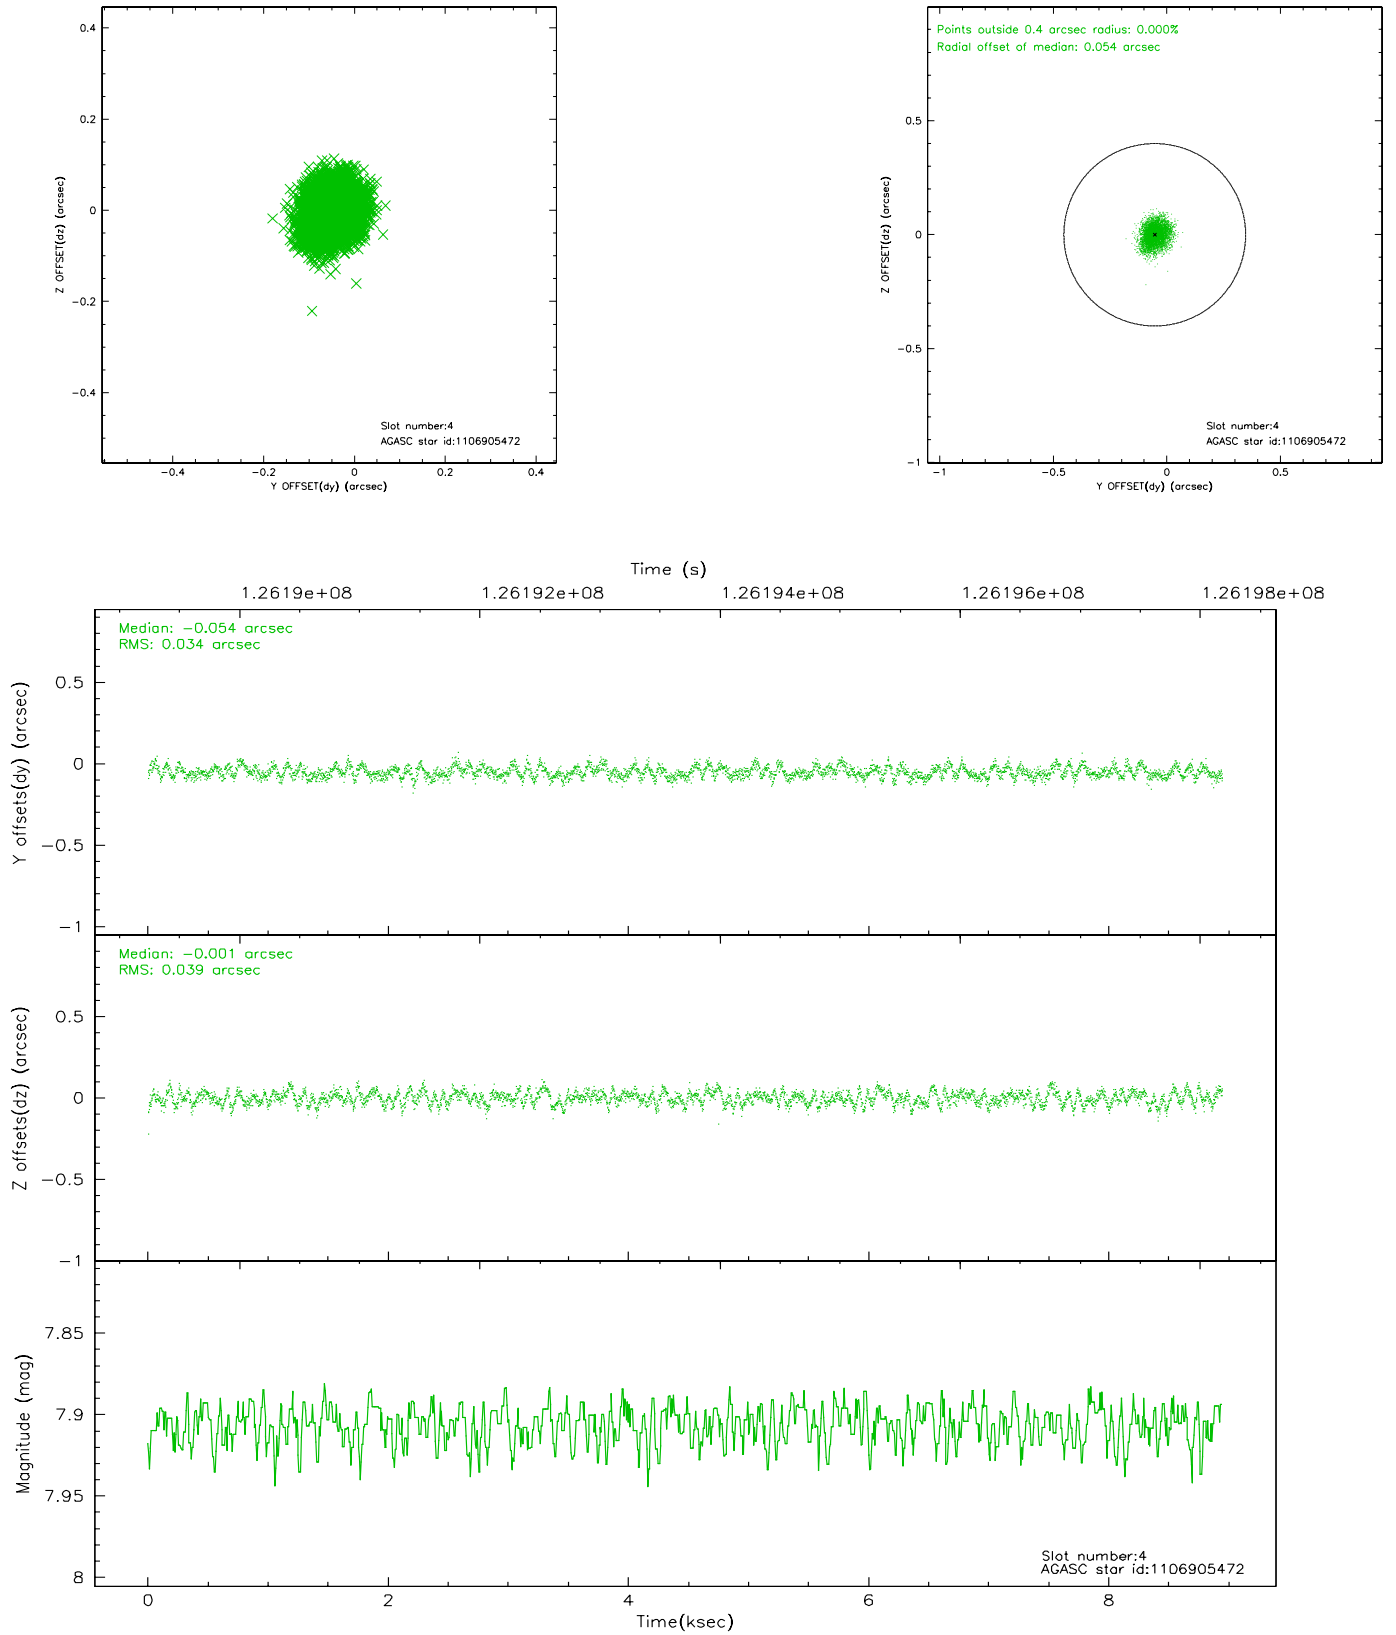 0.4
0.2
0
−0.2
−0.4
Z OFFSET(dz) (arcsec)
Slot number:4
AGASC star id:1106905472
−0.4 −0.2 0 0.2 0.4
Y OFFSET(dy) (arcsec)
Points outside 0.4 arcsec radius: 0.000%
Radial offset of median: 0.054 arcsec
0.5
0
−0.5
−1
Z OFFSET(dz) (arcsec)
Slot number:4
AGASC star id:1106905472
−1 −0.5 0 0.5
Y OFFSET(dy) (arcsec)
Time (s)
1.2619e+08 1.26192e+08 1.26194e+08 1.26196e+08 1.26198e+08
Median: −0.054 arcsec
RMS: 0.034 arcsec
0.5
0
−0.5
−1
Y offsets(dy) (arcsec)
Median: −0.001 arcsec
RMS: 0.039 arcsec
0.5
0
−0.5
−1
Z offsets(dz) (arcsec)
7.85
7.9
7.95
8
Magnitude (mag)
Slot number:4
AGASC star id:1106905472
0 2 4 6 8
Time(ksec)